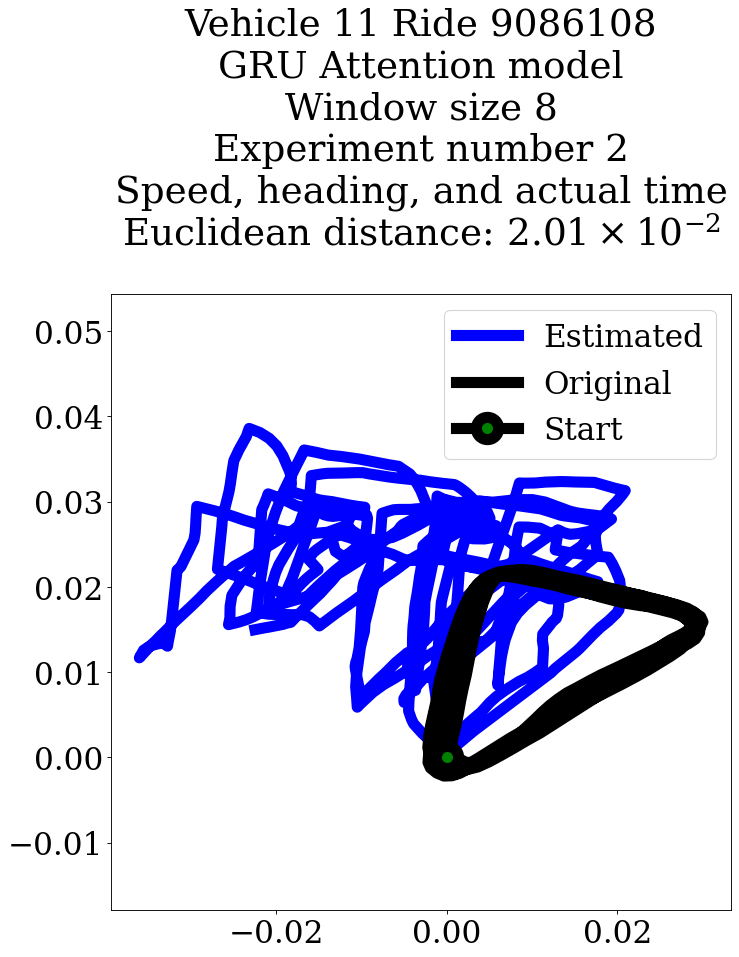 Vehicle 11 Ride 9086108
GRU Attention model
Window size 8
Experiment number 2
Speed, heading, and actual time
Euclidean distance: 2.01 × 10⁻²
Estimated
Original
Start
0.05
0.04
0.03
0.02
0.01
0.00
−0.01
−0.02 0.00 0.02